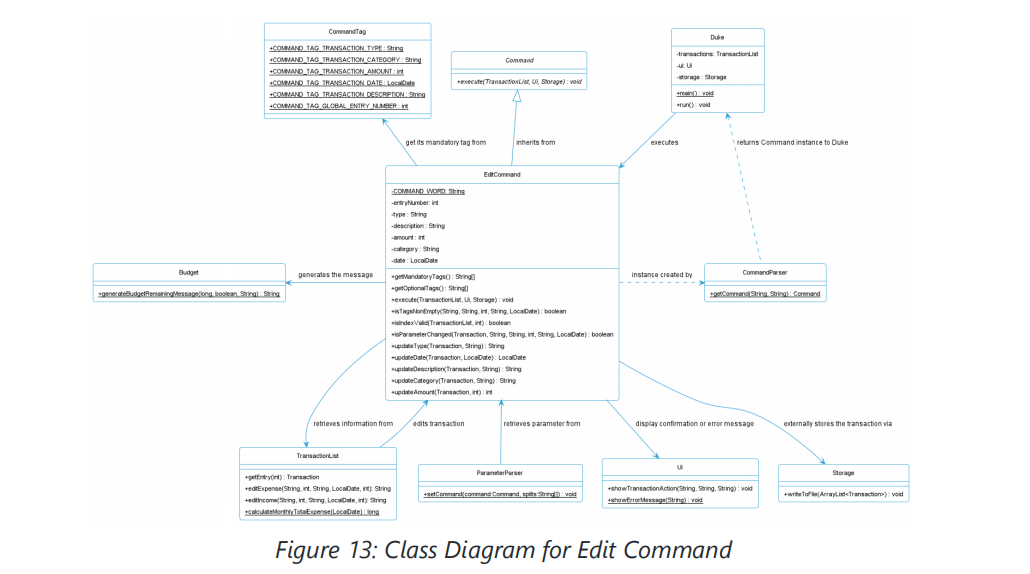 CommandTag
+COMMAND_TAG_TRANSACTION_TYPE : String
+COMMAND_TAG_TRANSACTION_CATEGORY : String
+COMMAND_TAG_TRANSACTION_AMOUNT : int
+COMMAND_TAG_TRANSACTION_DATE : LocalDate
+COMMAND_TAG_TRANSACTION_DESCRIPTION : String
+COMMAND_TAG_GLOBAL_ENTRY_NUMBER : int
Command
+execute(TransactionList, Ui, Storage) : void
Duke
-transactions: TransactionList
-ui: Ui
-storage : Storage
+main() : void
+run() : void
get its mandatory tag from
inherits from
executes
returns Command instance to Duke
EditCommand
-COMMAND_WORD: String
-entryNumber: int
-type : String
-description : String
-amount : int
-category : String
-date : LocalDate
+getMandatoryTags() : String[]
+getOptionalTags() : String[]
+execute(TransactionList, Ui, Storage) : void
+isTagsNonEmpty(String, String, int, String, LocalDate) : boolean
+isIndexValid(TransactionList, int) : boolean
+isParameterChanged(Transaction, String, String, int, String, LocalDate) : boolean
+updateType(Transaction, String) : String
+updateDate(Transaction, LocalDate) : LocalDate
+updateDescription(Transaction, String) : String
+updateCategory(Transaction, String) : String
+updateAmount(Transaction, int) : int
Budget
+generateBudgetRemainingMessage(long, boolean, String) : String
generates the message
instance created by
CommandParser
+getCommand(String, String) : Command
retrieves information from
edits transaction
retrieves parameter from
display confirmation or error message
externally stores the transaction via
TransactionList
+getEntry(int) : Transaction
+editExpense(String, int, String, LocalDate, int): String
+editIncome(String, int, String, LocalDate, int): String
+calculateMonthlyTotalExpense(LocalDate) : long
ParameterParser
+setCommand(command:Command, splits:String[]) : void
Ui
+showTransactionAction(String, String, String) : void
+showErrorMessage(String) : void
Storage
+writeToFile(ArrayList<Transaction>) : void
Figure 13: Class Diagram for Edit Command